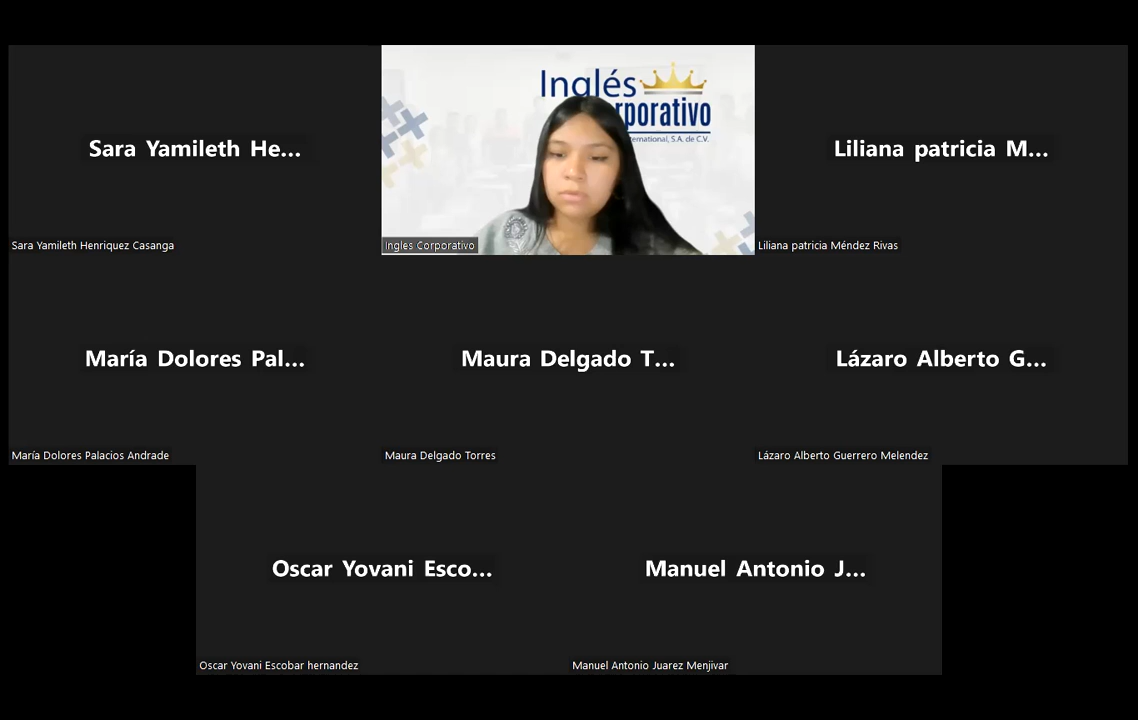 Sara Yamileth He...
Sara Yamileth Henriquez Casanga
Inglés
rporativo
ternational, S.A. de C.V.
Ingles Corporativo
Liliana patricia M...
Liliana patricia Méndez Rivas
María Dolores Pal...
María Dolores Palacios Andrade
Maura Delgado T...
Maura Delgado Torres
Lázaro Alberto G...
Lázaro Alberto Guerrero Melendez
Oscar Yovani Esco...
Oscar Yovani Escobar hernandez
Manuel Antonio J...
Manuel Antonio Juarez Menjivar